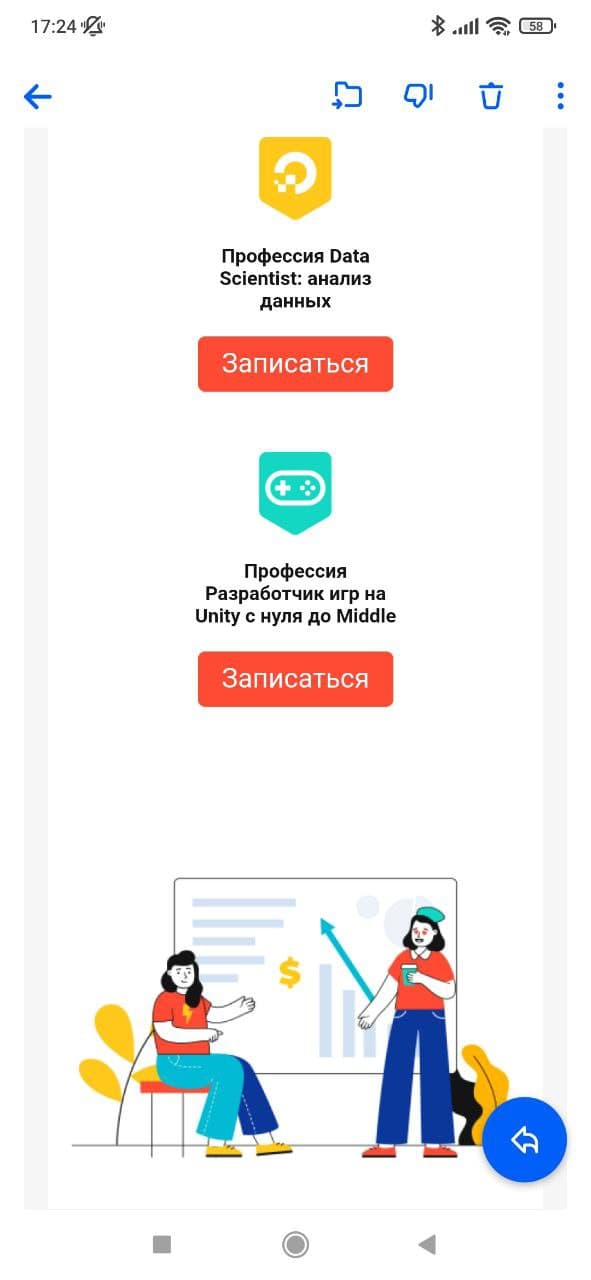 17:24
58
Профессия Data
Scientist: анализ
данных
Записаться
Профессия
Разработчик игр на
Unity с нуля до Middle
Записаться
$